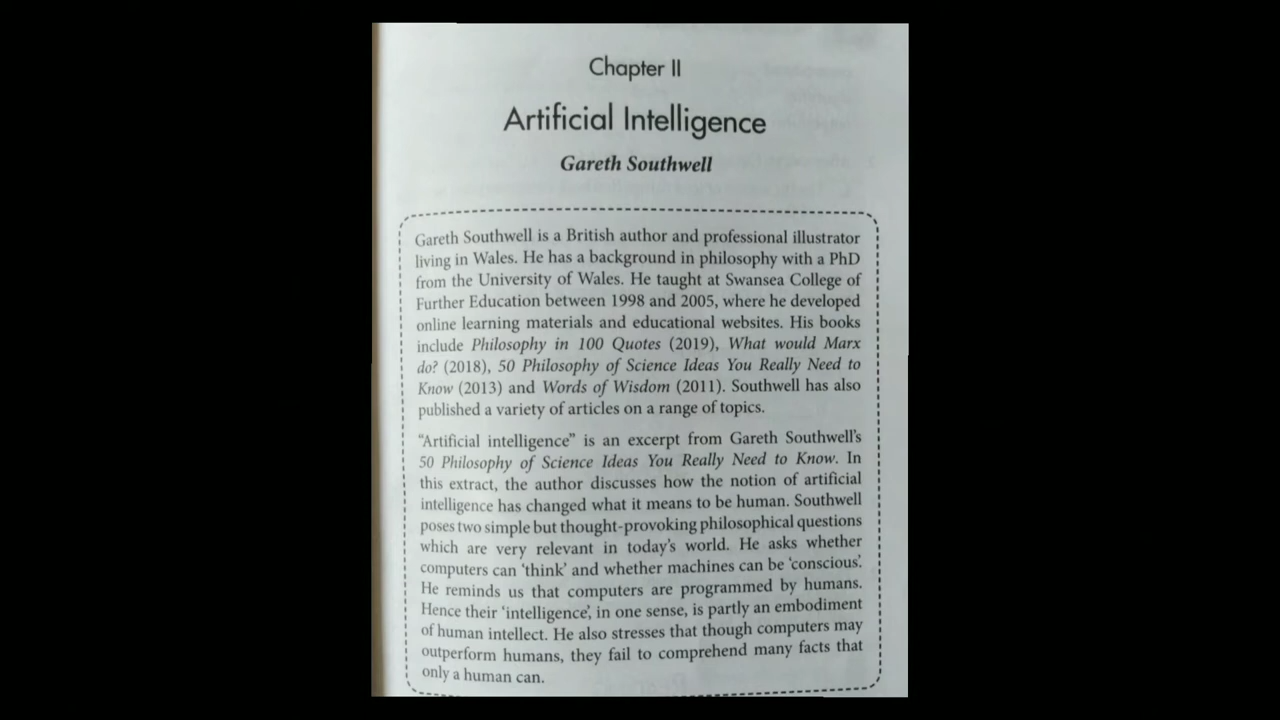 Chapter II
Artificial Intelligence
Gareth Southwell
Gareth Southwell is a British author and professional illustrator
living in Wales. He has a background in philosophy with a PhD
from the University of Wales. He taught at Swansea College of
Further Education between 1998 and 2005, where he developed
online learning materials and educational websites. His books
include Philosophy in 100 Quotes (2019), What would Marx
do? (2018), 50 Philosophy of Science Ideas You Really Need to
Know (2013) and Words of Wisdom (2011). Southwell has also
published a variety of articles on a range of topics.
“Artificial intelligence” is an excerpt from Gareth Southwell’s
50 Philosophy of Science Ideas You Really Need to Know. In
this extract, the author discusses how the notion of artificial
intelligence has changed what it means to be human. Southwell
poses two simple but thought-provoking philosophical questions
which are very relevant in today’s world. He asks whether
computers can ‘think’ and whether machines can be ‘conscious’.
He reminds us that computers are programmed by humans.
Hence their ‘intelligence’, in one sense, is partly an embodiment
of human intellect. He also stresses that though computers may
outperform humans, they fail to comprehend many facts that
only a human can.